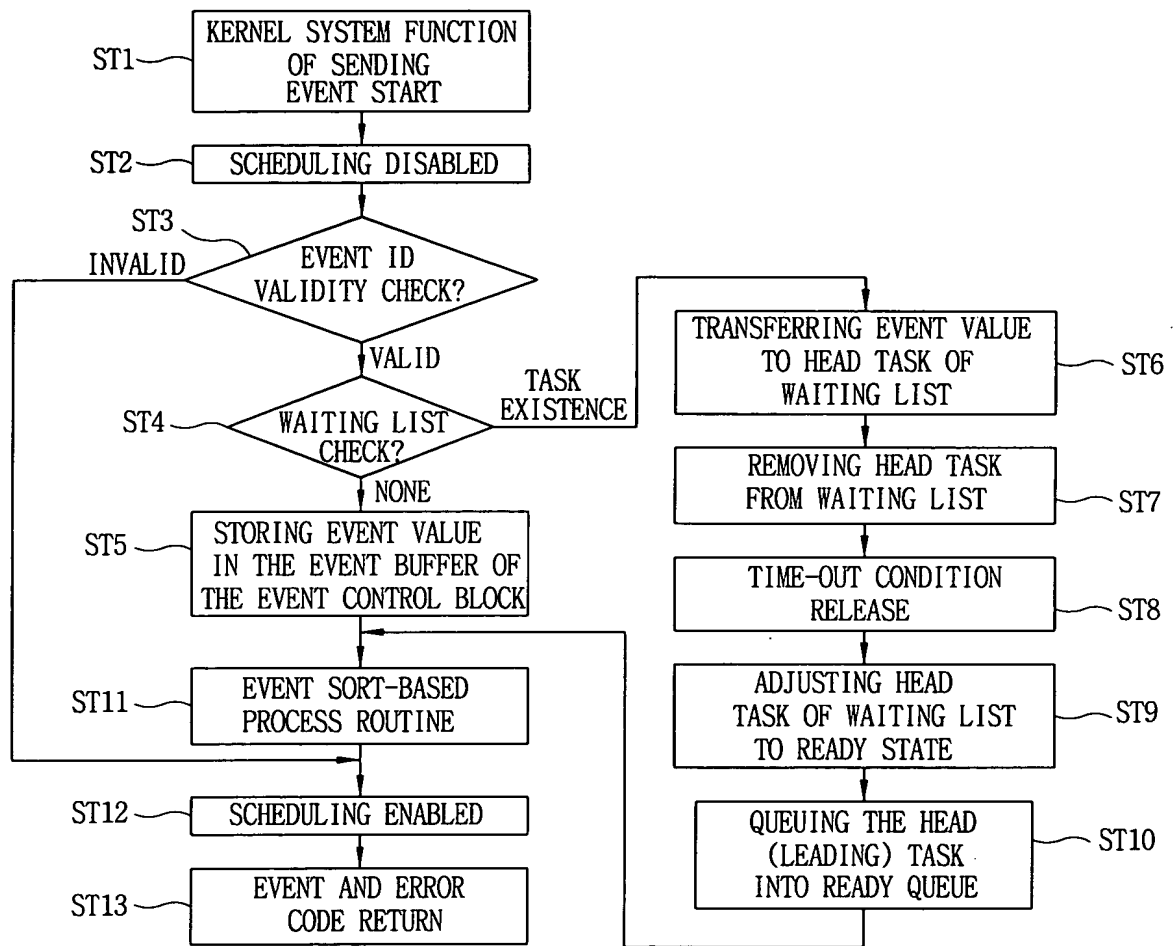 ST1
KERNEL SYSTEM FUNCTION
OF SENDING
EVENT START
ST2
SCHEDULING DISABLED
ST3
INVALID
EVENT ID
VALIDITY CHECK?
VALID
ST4
WAITING LIST
CHECK?
TASK
EXISTENCE
NONE
ST5
STORING EVENT VALUE
IN THE EVENT BUFFER OF
THE EVENT CONTROL BLOCK
TRANSFERRING EVENT VALUE
TO HEAD TASK OF
WAITING LIST
ST6
REMOVING HEAD TASK
FROM WAITING LIST
ST7
TIME-OUT CONDITION
RELEASE
ST8
ADJUSTING HEAD
TASK OF WAITING LIST
TO READY STATE
ST9
QUEUING THE HEAD
(LEADING) TASK
INTO READY QUEUE
ST10
ST11
EVENT SORT-BASED
PROCESS ROUTINE
ST12
SCHEDULING ENABLED
ST13
EVENT AND ERROR
CODE RETURN